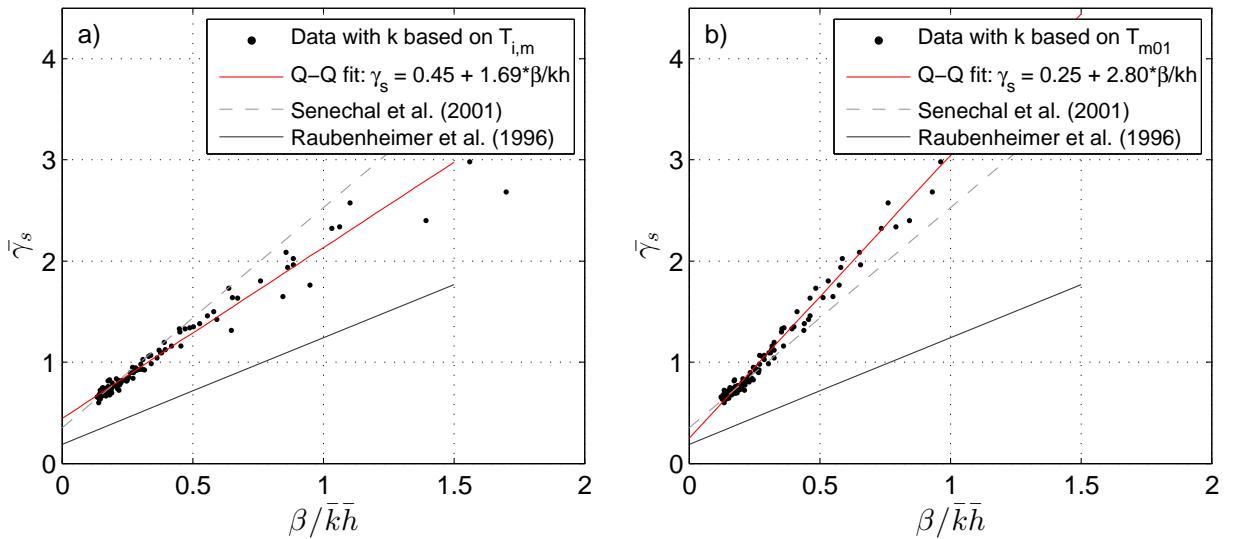 a)
Data with k based on T_{i,m}
Q−Q fit: γ_s = 0.45 + 1.69*β/kh
Senechal et al. (2001)
Raubenheimer et al. (1996)
4
3
2
1
0
γ̄_s
0 0.5 1 1.5 2
β/k̄h̄
b)
Data with k based on T_{m01}
Q−Q fit: γ_s = 0.25 + 2.80*β/kh
Senechal et al. (2001)
Raubenheimer et al. (1996)
4
3
2
1
0
γ̄_s
0 0.5 1 1.5 2
β/k̄h̄